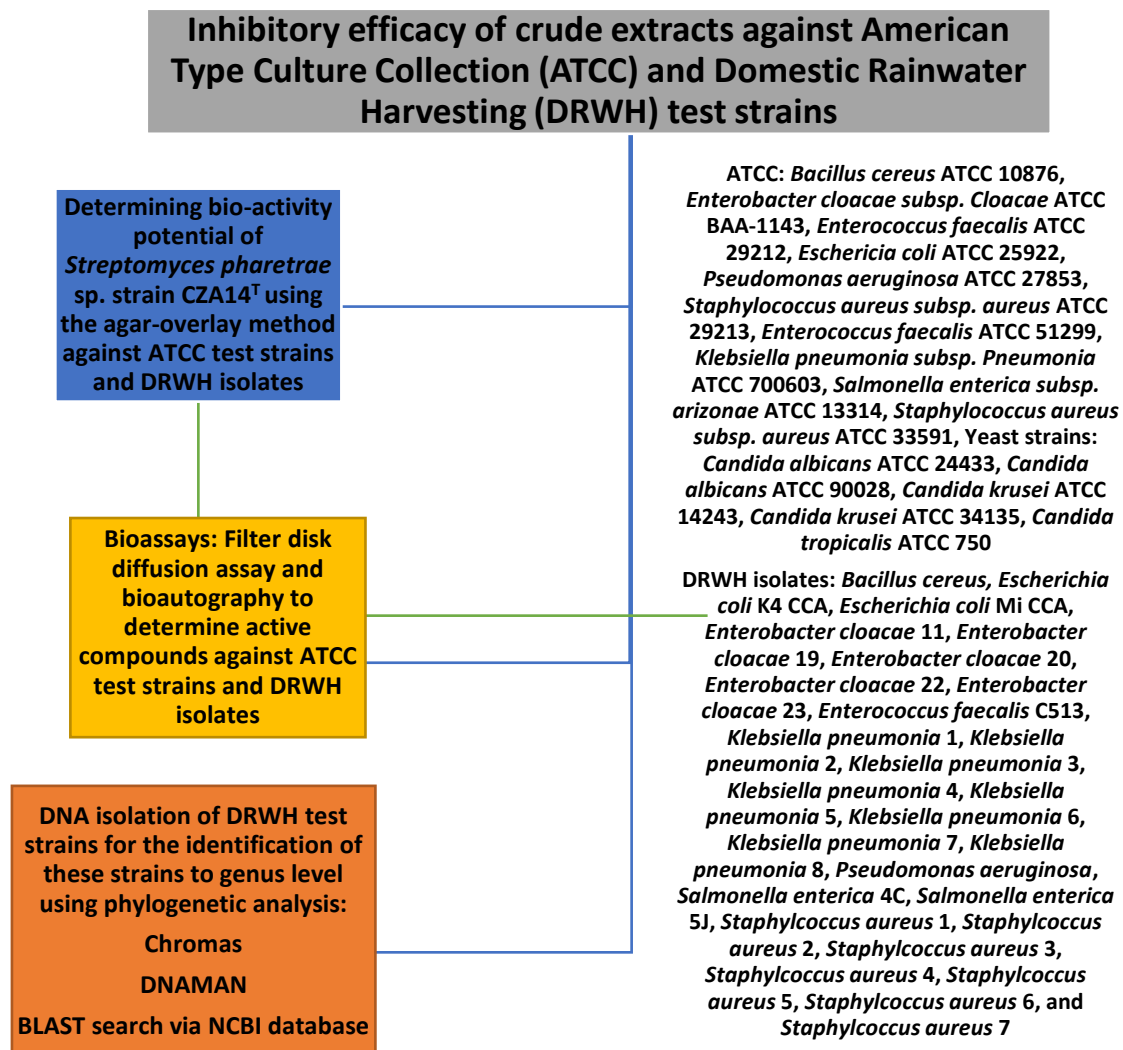 Inhibitory efficacy of crude extracts against American
Type Culture Collection (ATCC) and Domestic Rainwater
Harvesting (DRWH) test strains
Determining bio-activity
potential of
Streptomyces pharetrae
sp. strain CZA14ᵀ using
the agar-overlay method
against ATCC test strains
and DRWH isolates
Bioassays: Filter disk
diffusion assay and
bioautography to
determine active
compounds against ATCC
test strains and DRWH
isolates
DNA isolation of DRWH test
strains for the identification of
these strains to genus level
using phylogenetic analysis:
Chromas
DNAMAN
BLAST search via NCBI database
ATCC: Bacillus cereus ATCC 10876,
Enterobacter cloacae subsp. Cloacae ATCC
BAA-1143, Enterococcus faecalis ATCC
29212, Eschericia coli ATCC 25922,
Pseudomonas aeruginosa ATCC 27853,
Staphylococcus aureus subsp. aureus ATCC
29213, Enterococcus faecalis ATCC 51299,
Klebsiella pneumonia subsp. Pneumonia
ATCC 700603, Salmonella enterica subsp.
arizonae ATCC 13314, Staphylococcus aureus
subsp. aureus ATCC 33591, Yeast strains:
Candida albicans ATCC 24433, Candida
albicans ATCC 90028, Candida krusei ATCC
14243, Candida krusei ATCC 34135, Candida
tropicalis ATCC 750
DRWH isolates: Bacillus cereus, Escherichia
coli K4 CCA, Escherichia coli Mi CCA,
Enterobacter cloacae 11, Enterobacter
cloacae 19, Enterobacter cloacae 20,
Enterobacter cloacae 22, Enterobacter
cloacae 23, Enterococcus faecalis C513,
Klebsiella pneumonia 1, Klebsiella
pneumonia 2, Klebsiella pneumonia 3,
Klebsiella pneumonia 4, Klebsiella
pneumonia 5, Klebsiella pneumonia 6,
Klebsiella pneumonia 7, Klebsiella
pneumonia 8, Pseudomonas aeruginosa,
Salmonella enterica 4C, Salmonella enterica
5J, Staphylcoccus aureus 1, Staphylcoccus
aureus 2, Staphylcoccus aureus 3,
Staphylcoccus aureus 4, Staphylcoccus
aureus 5, Staphylcoccus aureus 6, and
Staphylcoccus aureus 7